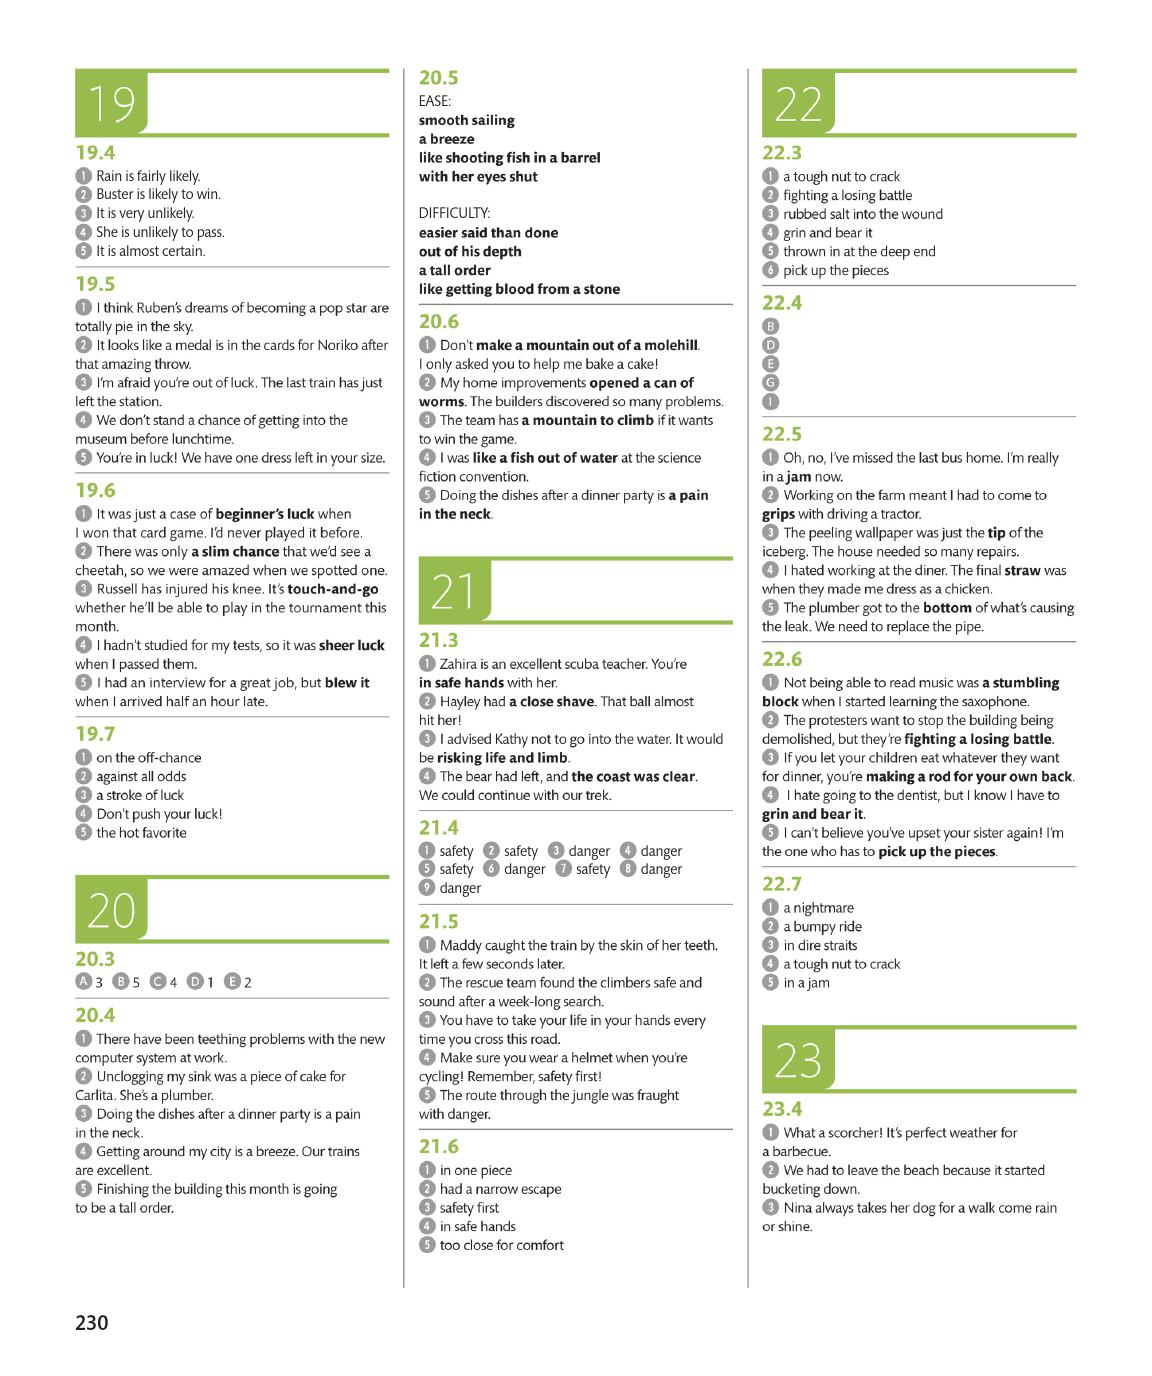 19
19.4
1 Rain is fairly likely.
2 Buster is likely to win.
3 It is very unlikely.
4 She is unlikely to pass.
5 It is almost certain.
19.5
1 I think Ruben’s dreams of becoming a pop star are
totally pie in the sky.
2 It looks like a medal is in the cards for Noriko after
that amazing throw.
3 I’m afraid you’re out of luck. The last train has just
left the station.
4 We don’t stand a chance of getting into the
museum before lunchtime.
5 You’re in luck! We have one dress left in your size.
19.6
1 It was just a case of beginner’s luck when
I won that card game. I’d never played it before.
2 There was only a slim chance that we’d see a
cheetah, so we were amazed when we spotted one.
3 Russell has injured his knee. It’s touch-and-go
whether he’ll be able to play in the tournament this
month.
4 I hadn’t studied for my tests, so it was sheer luck
when I passed them.
5 I had an interview for a great job, but blew it
when I arrived half an hour late.
19.7
1 on the off-chance
2 against all odds
3 a stroke of luck
4 Don’t push your luck!
5 the hot favorite
20
20.3
A 3 B 5 C 4 D 1 E 2
20.4
1 There have been teething problems with the new
computer system at work.
2 Unclogging my sink was a piece of cake for
Carlita. She’s a plumber.
3 Doing the dishes after a dinner party is a pain
in the neck.
4 Getting around my city is a breeze. Our trains
are excellent.
5 Finishing the building this month is going
to be a tall order.
20.5
EASE:
smooth sailing
a breeze
like shooting fish in a barrel
with her eyes shut
DIFFICULTY:
easier said than done
out of his depth
a tall order
like getting blood from a stone
20.6
1 Don’t make a mountain out of a molehill.
I only asked you to help me bake a cake!
2 My home improvements opened a can of
worms. The builders discovered so many problems.
3 The team has a mountain to climb if it wants
to win the game.
4 I was like a fish out of water at the science
fiction convention.
5 Doing the dishes after a dinner party is a pain
in the neck.
21
21.3
1 Zahira is an excellent scuba teacher. You’re
in safe hands with her.
2 Hayley had a close shave. That ball almost
hit her!
3 I advised Kathy not to go into the water. It would
be risking life and limb.
4 The bear had left, and the coast was clear.
We could continue with our trek.
21.4
1 safety 2 safety 3 danger 4 danger
5 safety 6 danger 7 safety 8 danger
9 danger
21.5
1 Maddy caught the train by the skin of her teeth.
It left a few seconds later.
2 The rescue team found the climbers safe and
sound after a week-long search.
3 You have to take your life in your hands every
time you cross this road.
4 Make sure you wear a helmet when you’re
cycling! Remember, safety first!
5 The route through the jungle was fraught
with danger.
21.6
1 in one piece
2 had a narrow escape
3 safety first
4 in safe hands
5 too close for comfort
22
22.3
1 a tough nut to crack
2 fighting a losing battle
3 rubbed salt into the wound
4 grin and bear it
5 thrown in at the deep end
6 pick up the pieces
22.4
B
D
E
G
I
22.5
1 Oh, no, I’ve missed the last bus home. I’m really
in a jam now.
2 Working on the farm meant I had to come to
grips with driving a tractor.
3 The peeling wallpaper was just the tip of the
iceberg. The house needed so many repairs.
4 I hated working at the diner. The final straw was
when they made me dress as a chicken.
5 The plumber got to the bottom of what’s causing
the leak. We need to replace the pipe.
22.6
1 Not being able to read music was a stumbling
block when I started learning the saxophone.
2 The protesters want to stop the building being
demolished, but they’re fighting a losing battle.
3 If you let your children eat whatever they want
for dinner, you’re making a rod for your own back.
4 I hate going to the dentist, but I know I have to
grin and bear it.
5 I can’t believe you’ve upset your sister again! I’m
the one who has to pick up the pieces.
22.7
1 a nightmare
2 a bumpy ride
3 in dire straits
4 a tough nut to crack
5 in a jam
23
23.4
1 What a scorcher! It’s perfect weather for
a barbecue.
2 We had to leave the beach because it started
bucketing down.
3 Nina always takes her dog for a walk come rain
or shine.
230